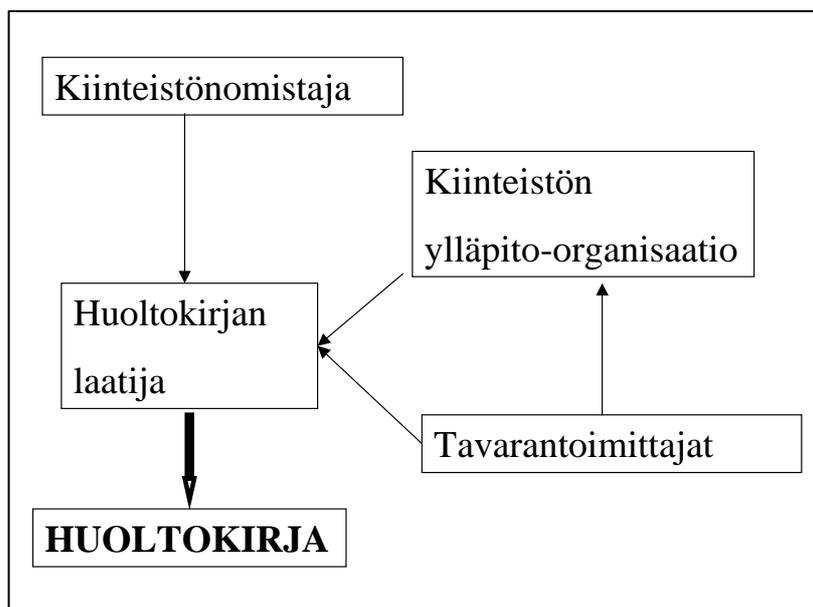 Kiinteistönomistaja
Kiinteistön
ylläpito-organisaatio
Huoltokirjan
laatija
Tavarantoimittajat
HUOLTOKIRJA